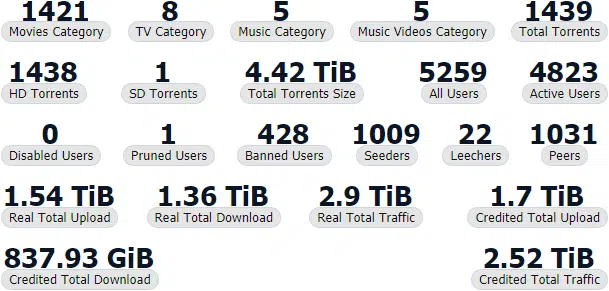 1421 8 5 5 1439
Movies Category TV Category Music Category Music Videos Category Total Torrents
1438 1 4.42 TiB 5259 4823
HD Torrents SD Torrents Total Torrents Size All Users Active Users
0 1 428 1009 22 1031
Disabled Users Pruned Users Banned Users Seeders Leechers Peers
1.54 TiB 1.36 TiB 2.9 TiB 1.7 TiB
Real Total Upload Real Total Download Real Total Traffic Credited Total Upload
837.93 GiB 2.52 TiB
Credited Total Download Credited Total Traffic